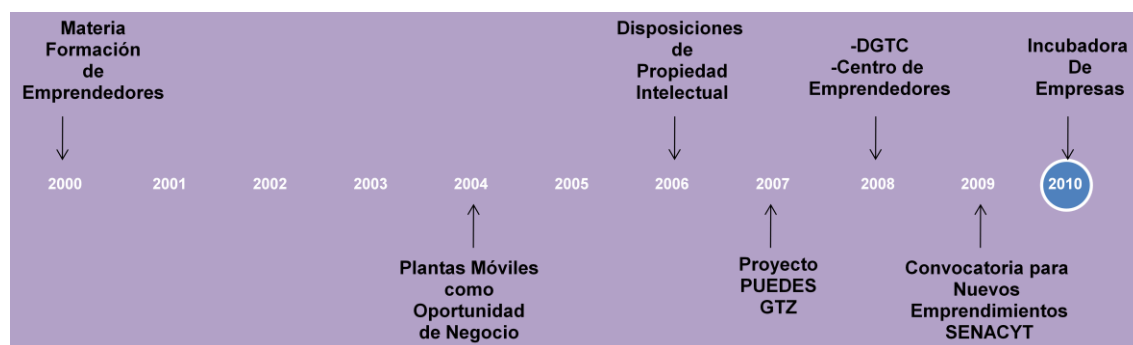 Materia
Formación
de
Emprendedores
Disposiciones
de
Propiedad
Intelectual
-DGTC
-Centro de
Emprendedores
Incubadora
De
Empresas
2000 2001 2002 2003 2004 2005 2006 2007 2008 2009 2010
Plantas Móviles
como
Oportunidad
de Negocio
Proyecto
PUEDES
GTZ
Convocatoria para
Nuevos
Emprendimientos
SENACYT